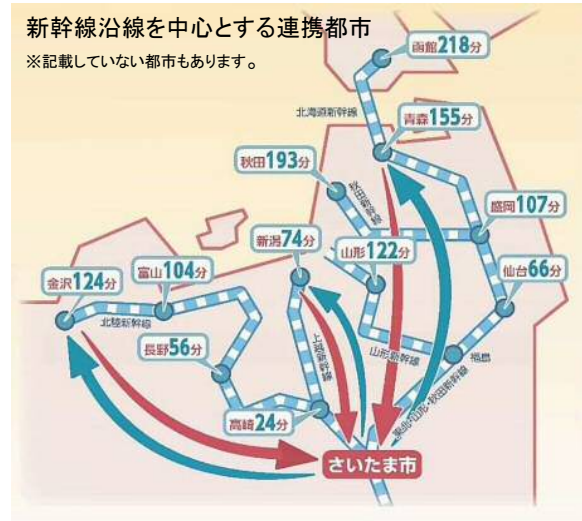 新幹線沿線を中心とする連携都市
※記載していない都市もあります。
函館218分
北海道新幹線
青森155分
秋田193分
秋田新幹線
盛岡107分
新潟74分
山形122分
仙台66分
金沢124分
富山104分
北陸新幹線
長野56分
上越新幹線
山形新幹線
福島
高崎24分
東北・山形・秋田新幹線
さいたま市